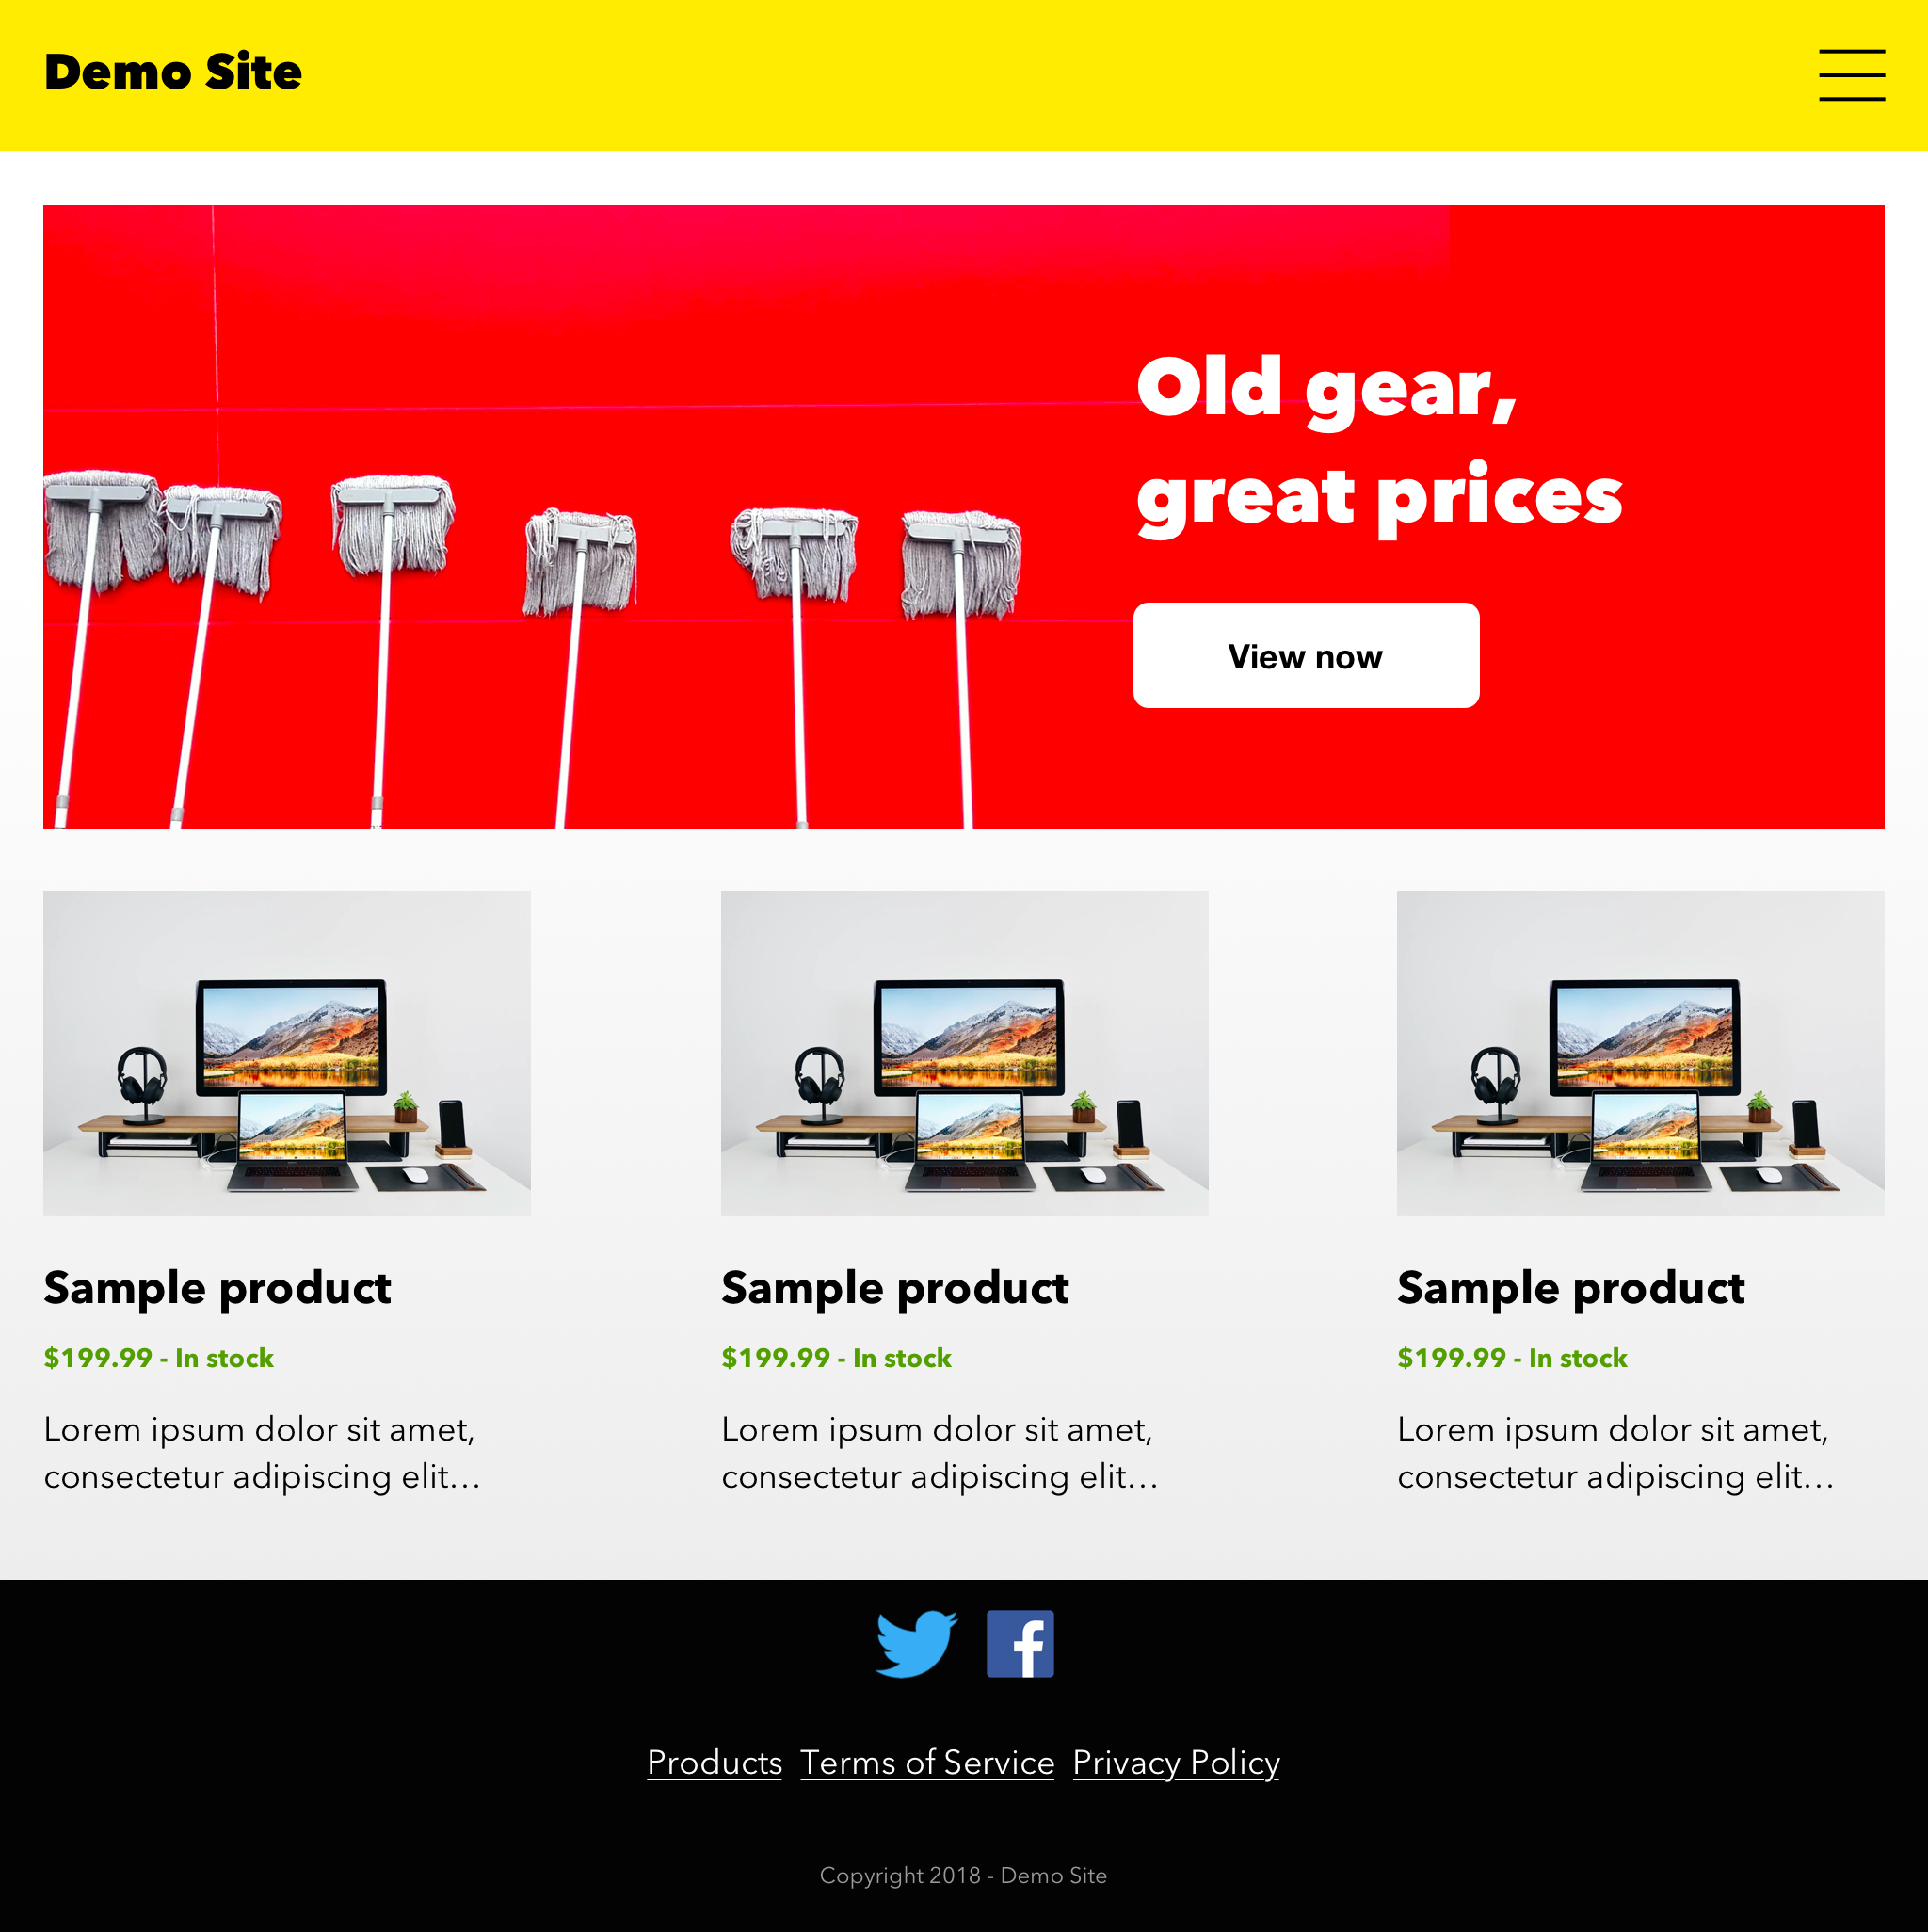 Demo Site
Old gear,
great prices
View now
Sample product
$199.99 - In stock
Lorem ipsum dolor sit amet,
consectetur adipiscing elit…
Sample product
$199.99 - In stock
Lorem ipsum dolor sit amet,
consectetur adipiscing elit…
Sample product
$199.99 - In stock
Lorem ipsum dolor sit amet,
consectetur adipiscing elit…
Products Terms of Service Privacy Policy
Copyright 2018 - Demo Site